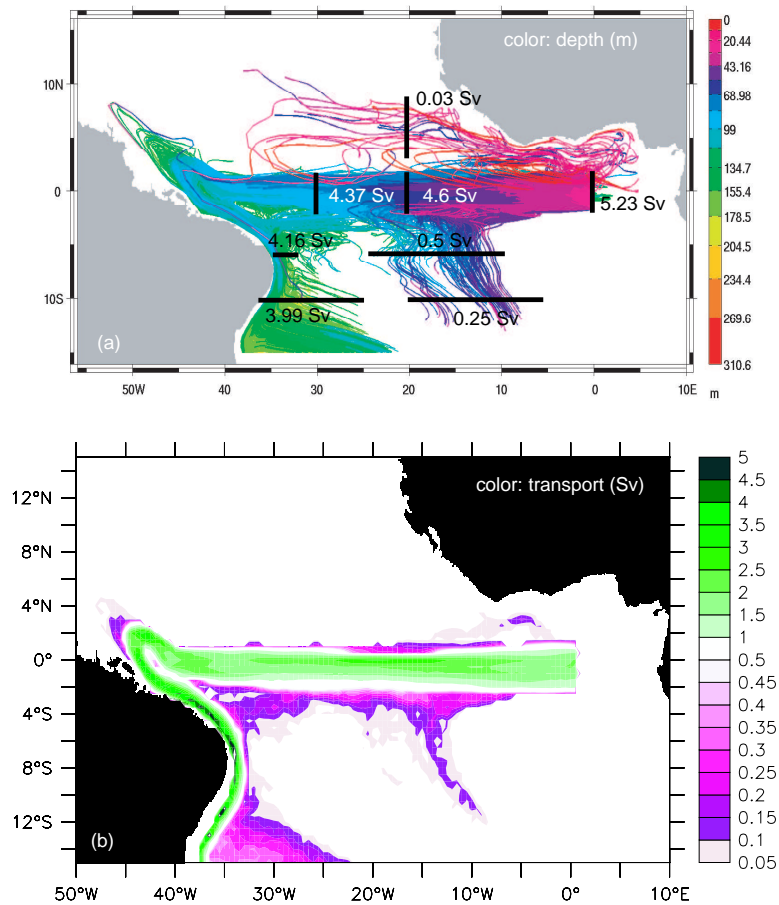 color: depth (m)
0
20.44
43.16
68.98
99
134.7
155.4
178.5
204.5
234.4
269.6
310.6
m
10N
0
10S
0.03 Sv
4.37 Sv
4.6 Sv
5.23 Sv
4.16 Sv
0.5 Sv
3.99 Sv
0.25 Sv
(a)
50W
40
30
20
10
0
10E
color: transport (Sv)
5
4.5
4
3.5
3
2.5
2
1.5
1
0.5
0.45
0.4
0.35
0.3
0.25
0.2
0.15
0.1
0.05
12°N
8°N
4°N
0°
4°S
8°S
12°S
(b)
50°W
40°W
30°W
20°W
10°W
0°
10°E